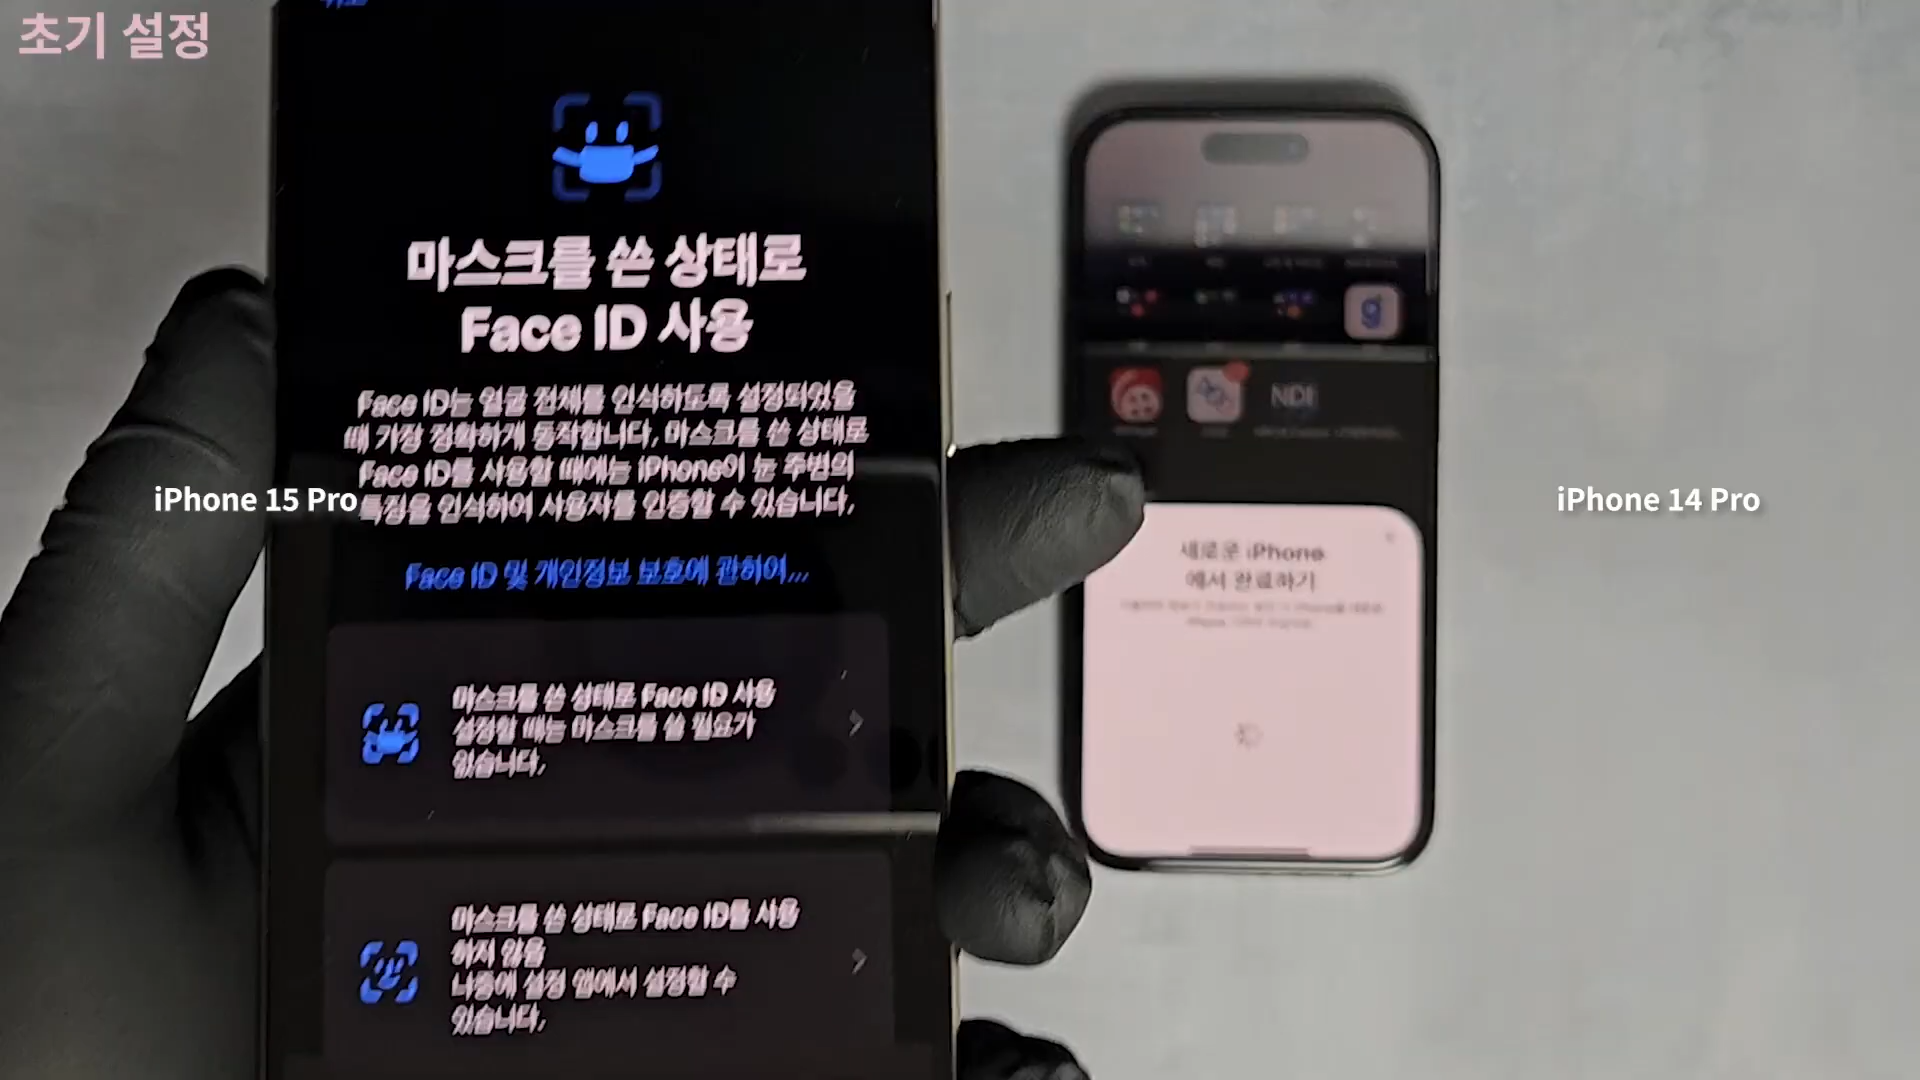 초기 설정
마스크를 쓴 상태로
Face ID 사용
Face ID는 얼굴 전체를 인식하도록 설정되었을
때 가장 정확하게 동작합니다. 마스크를 쓴 상태로
Face ID를 사용할 때에는 iPhone이 눈 주변의
특징을 인식하여 사용자를 인증할 수 있습니다.
Face ID 및 개인정보 보호에 관하여...
마스크를 쓴 상태로 Face ID 사용
설정할 때는 마스크를 쓸 필요가
없습니다.
마스크를 쓴 상태로 Face ID를 사용
하지 않음
나중에 설정 앱에서 설정할 수
있습니다.
iPhone 15 Pro
g
NDI
새로운 iPhone
에서 완료하기
iPhone 14 Pro